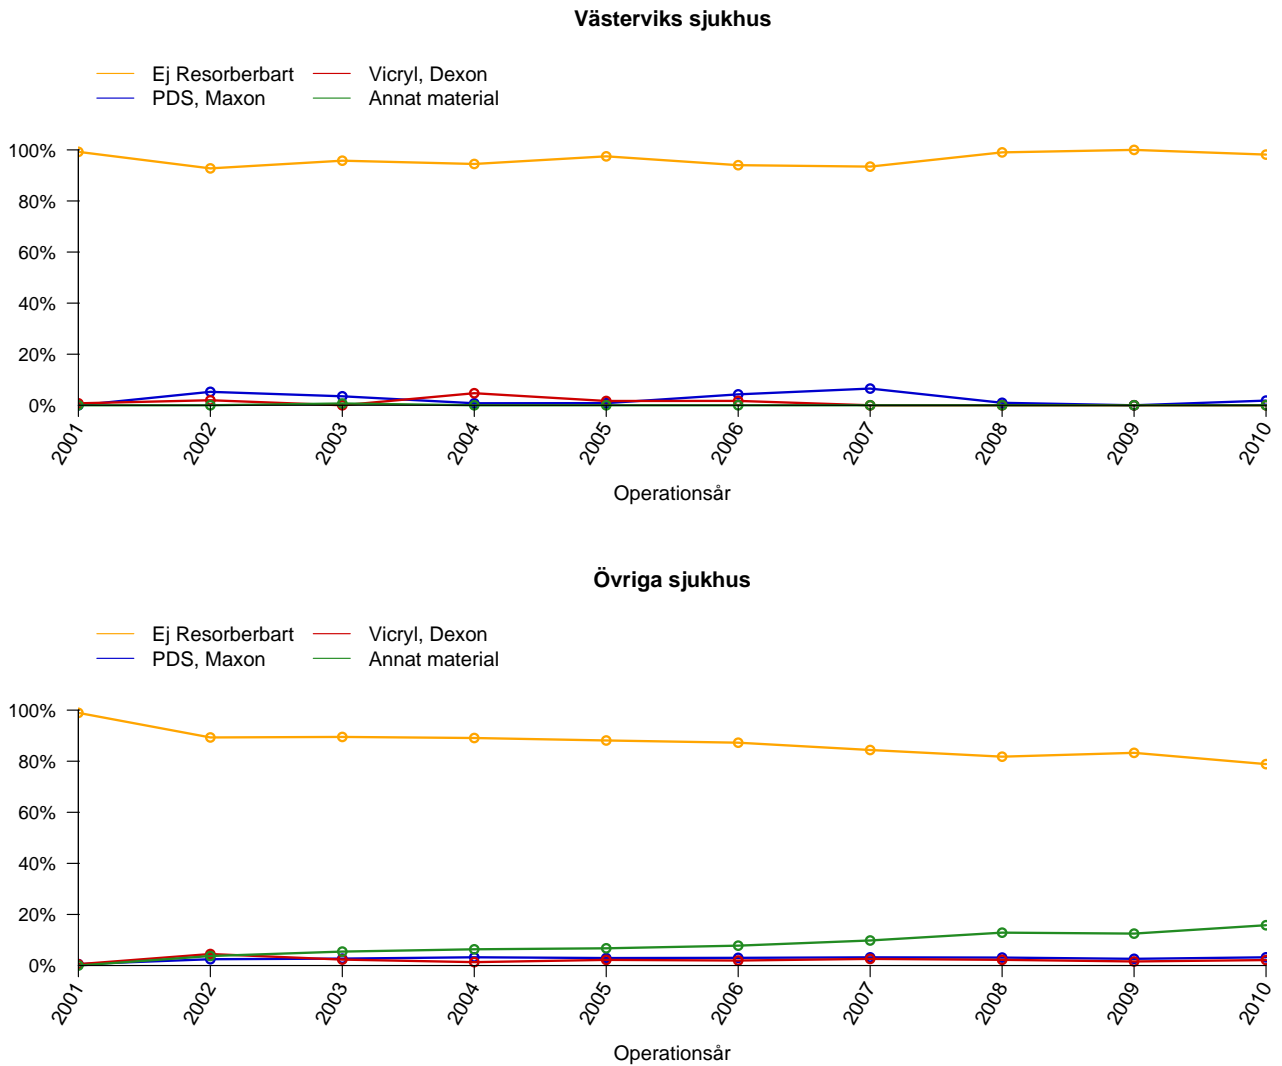 Västerviks sjukhus
Ej Resorberbart Vicryl, Dexon
PDS, Maxon Annat material
100%
80%
60%
40%
20%
0%
2001 2002 2003 2004 2005 2006 2007 2008 2009 2010
Operationsår
Övriga sjukhus
Ej Resorberbart Vicryl, Dexon
PDS, Maxon Annat material
100%
80%
60%
40%
20%
0%
2001 2002 2003 2004 2005 2006 2007 2008 2009 2010
Operationsår